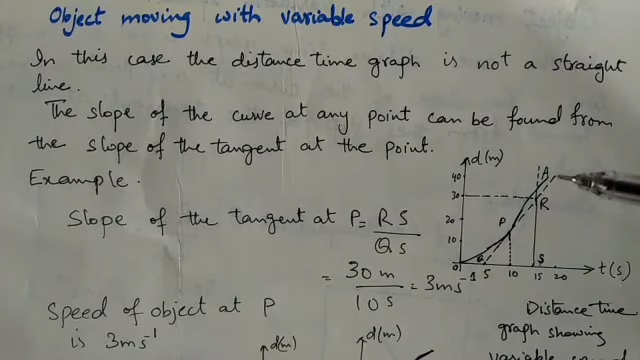 Object moving with variable speed
In this case the distance time graph is not a straight
line.
The slope of the curve at any point can be found from
the slope of the tangent at the point.
Example.
Slope of the tangent at P = RS
QS
= 30 m
10 s
= 3ms⁻¹
Speed of object at P
is 3ms⁻¹
d(m)
40
30
20
10
0
A
R
P
Q
S
5
10
15
20
t(s)
Distance time
graph showing
variable speed
d(m)
d(m)